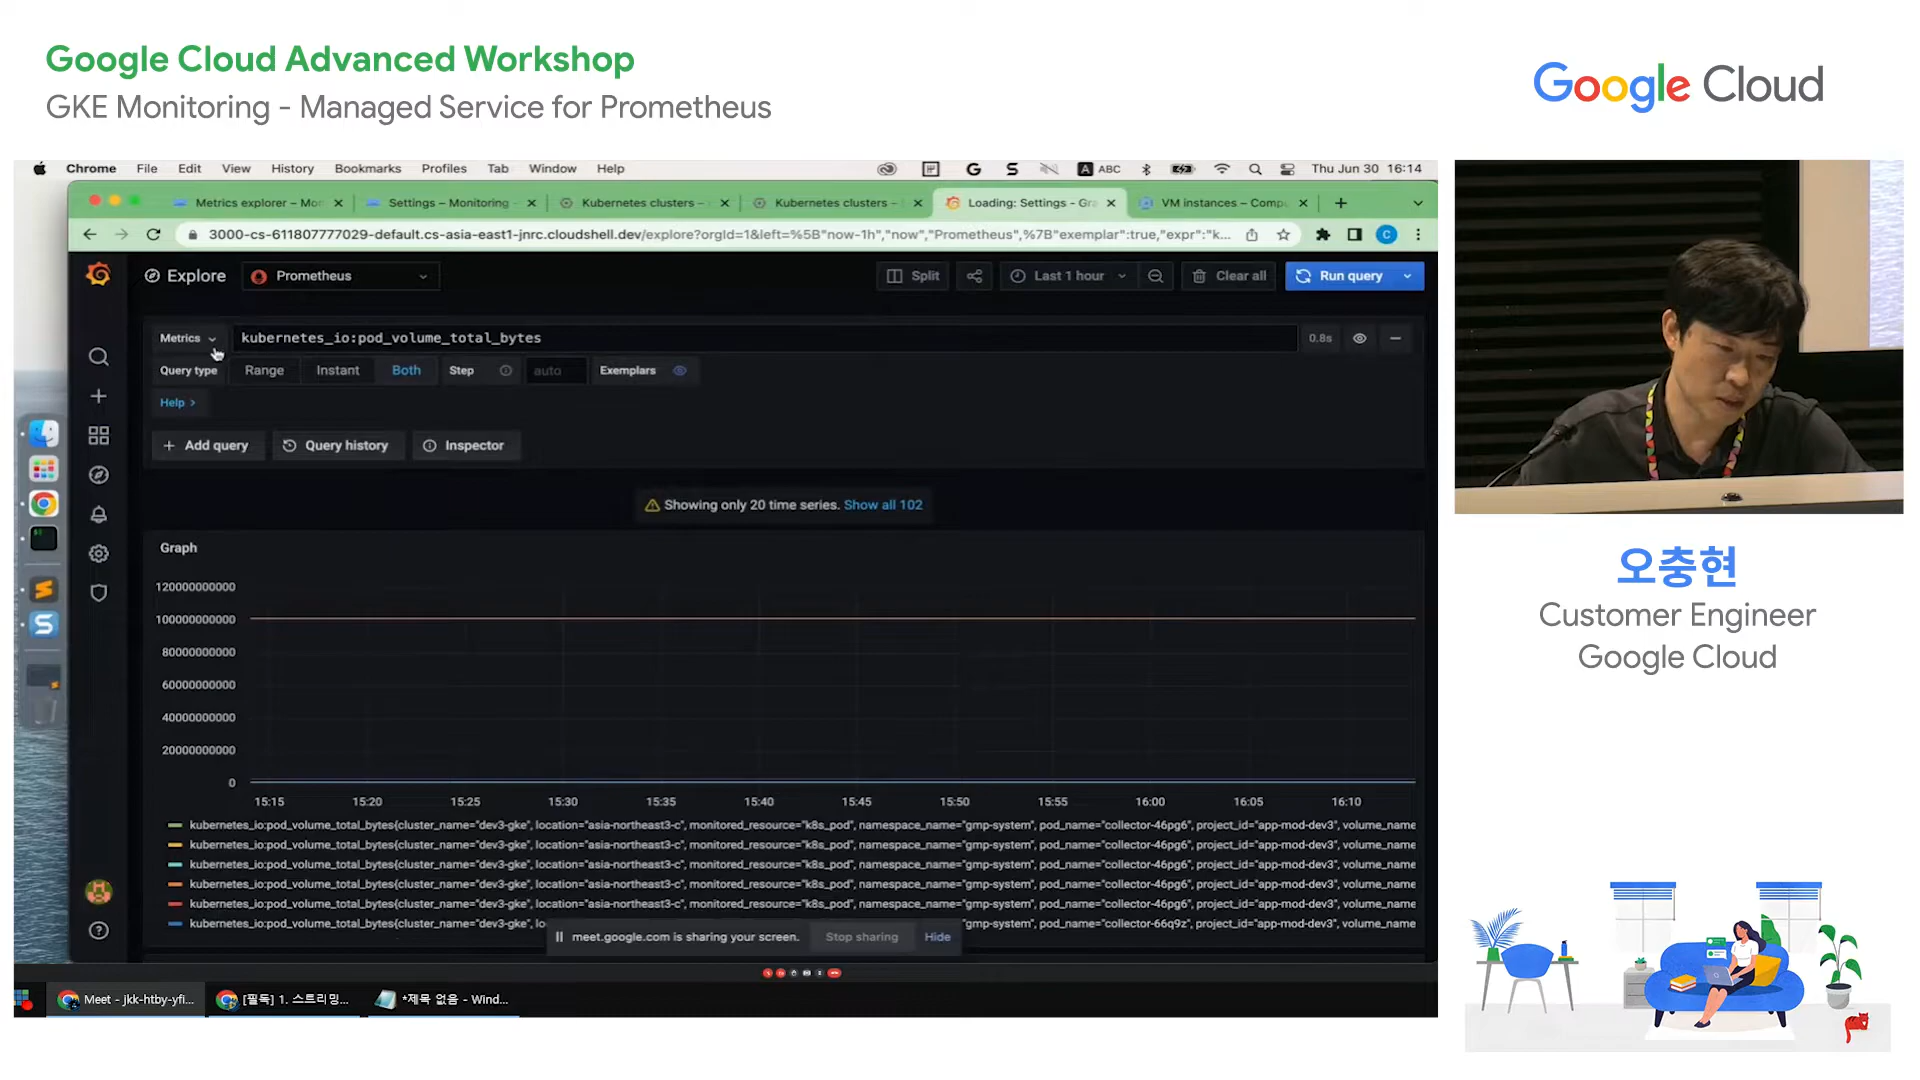 Google Cloud Advanced Workshop
GKE Monitoring - Managed Service for Prometheus
Google Cloud
Chrome File Edit View History Bookmarks Profiles Tab Window Help
G S A ABC Thu Jun 30 16:14
Metrics explorer – Mon
Settings – Monitoring
Kubernetes clusters –
Kubernetes clusters –
Loading: Settings - Gra
VM instances – Compu
3000-cs-611807777029-default.cs-asia-east1-jnrc.cloudshell.dev/explore?orgId=1&left=%5B"now-1h","now","Prometheus",%7B"exemplar":true,"expr":"k...
C
Explore
Prometheus
Split
Last 1 hour
Clear all
Run query
Metrics
kubernetes_io:pod_volume_total_bytes
0.8s
Query type Range Instant Both Step auto Exemplars
Help >
+ Add query
Query history
Inspector
Showing only 20 time series. Show all 102
Graph
120000000000
100000000000
80000000000
60000000000
40000000000
20000000000
0
15:15 15:20 15:25 15:30 15:35 15:40 15:45 15:50 15:55 16:00 16:05 16:10
kubernetes_io:pod_volume_total_bytes{cluster_name="dev3-gke", location="asia-northeast3-c", monitored_resource="k8s_pod", namespace_name="gmp-system", pod_name="collector-46pg6", project_id="app-mod-dev3", volume_name
kubernetes_io:pod_volume_total_bytes{cluster_name="dev3-gke", location="asia-northeast3-c", monitored_resource="k8s_pod", namespace_name="gmp-system", pod_name="collector-46pg6", project_id="app-mod-dev3", volume_name
kubernetes_io:pod_volume_total_bytes{cluster_name="dev3-gke", location="asia-northeast3-c", monitored_resource="k8s_pod", namespace_name="gmp-system", pod_name="collector-46pg6", project_id="app-mod-dev3", volume_name
kubernetes_io:pod_volume_total_bytes{cluster_name="dev3-gke", location="asia-northeast3-c", monitored_resource="k8s_pod", namespace_name="gmp-system", pod_name="collector-46pg6", project_id="app-mod-dev3", volume_name
kubernetes_io:pod_volume_total_bytes{cluster_name="dev3-gke", location="asia-northeast3-c", monitored_resource="k8s_pod", namespace_name="gmp-system", pod_name="collector-46pg6", project_id="app-mod-dev3", volume_name
kubernetes_io:pod_volume_total_bytes{cluster_name="dev3-gke", lo="gmp-system", pod_name="collector-66q9z", project_id="app-mod-dev3", volume_name
meet.google.com is sharing your screen. Stop sharing Hide
Meet - jkk-htby-yfi...
[필독] 1. 스트리밍...
*제목 없음 - Wind...
오충현
Customer Engineer
Google Cloud